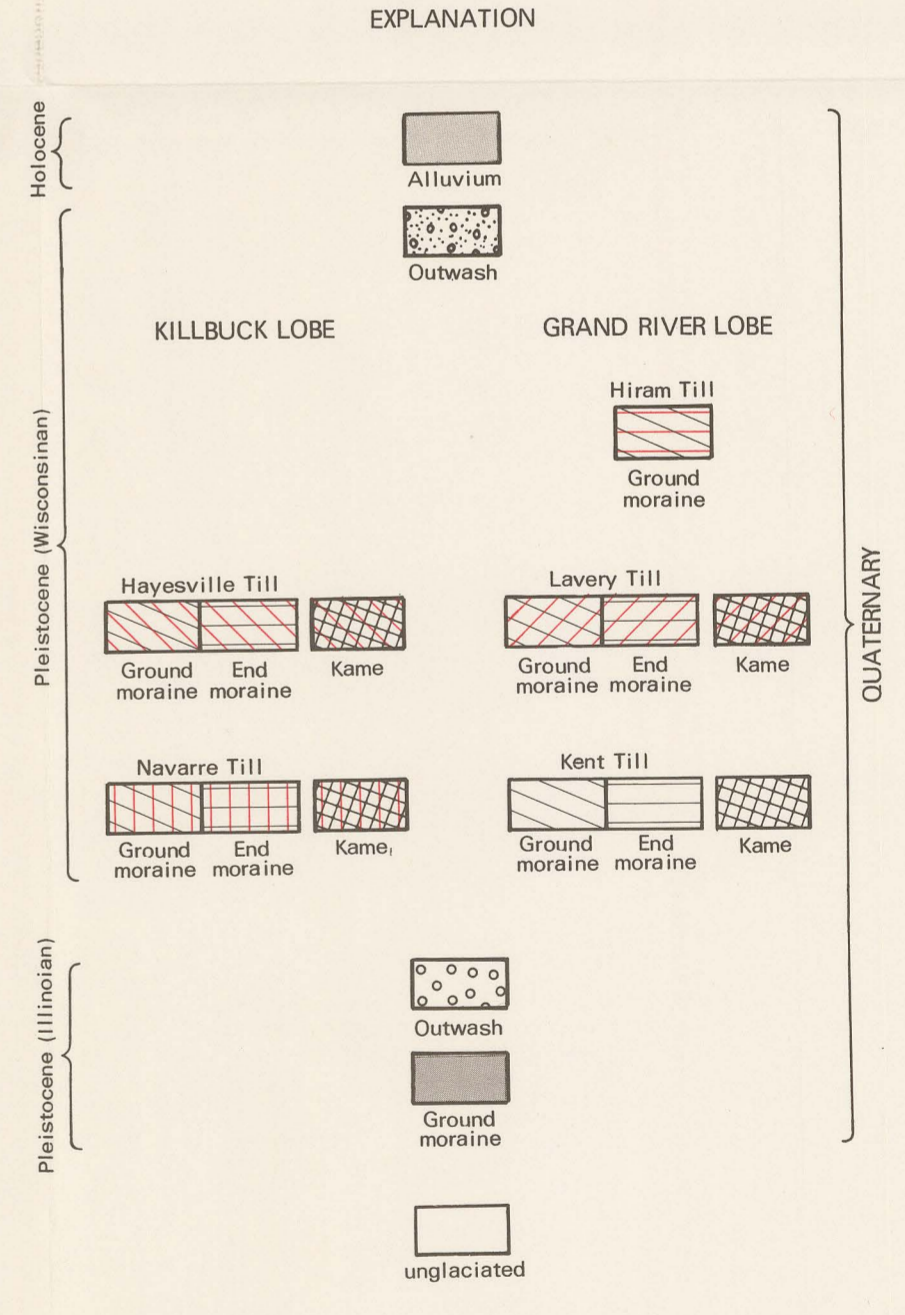 EXPLANATION
Holocene
Alluvium
Outwash
KILLBUCK LOBE
GRAND RIVER LOBE
Hiram Till
Ground
moraine
Pleistocene (Wisconsinan)
Hayesville Till
Ground
moraine
End
moraine
Kame
Lavery Till
Ground
moraine
End
moraine
Kame
Navarre Till
Ground
moraine
End
moraine
Kame
Kent Till
Ground
moraine
End
moraine
Kame
QUATERNARY
Pleistocene (Illinoian)
Outwash
Ground
moraine
unglaciated